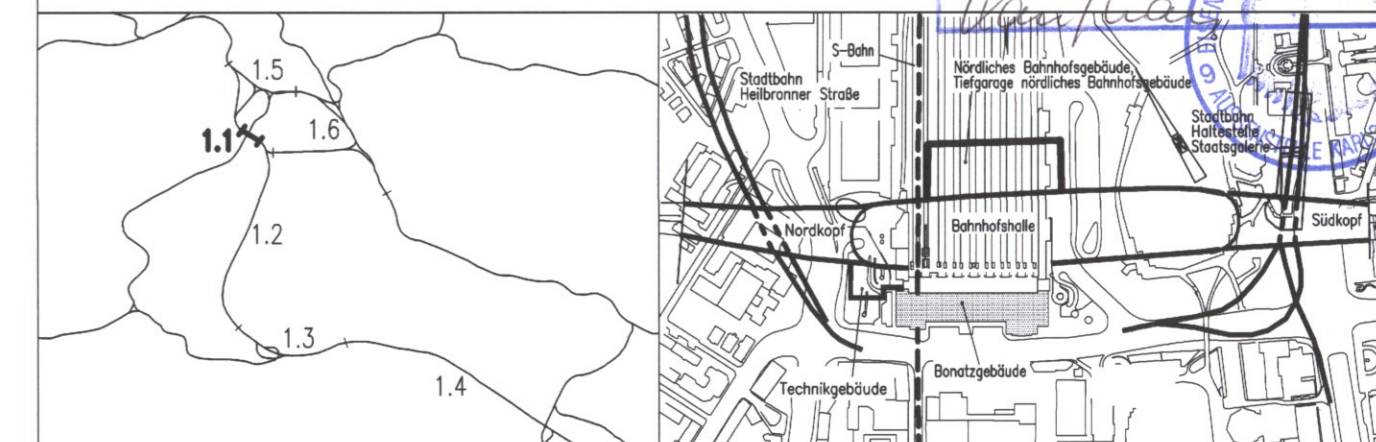 1.5
1.6
1.1
1.2
1.3
1.4
S-Bahn
Stadtbahn
Heilbronner Straße
Nördliches Bahnhofsgebäude,
Tiefgarage nördliches Bahnhofsgebäude
Stadtbahn
Haltestelle
Staatsgalerie
Nordkopf
Bahnhofshalle
Südkopf
Technikgebäude
Bonatzgebäude